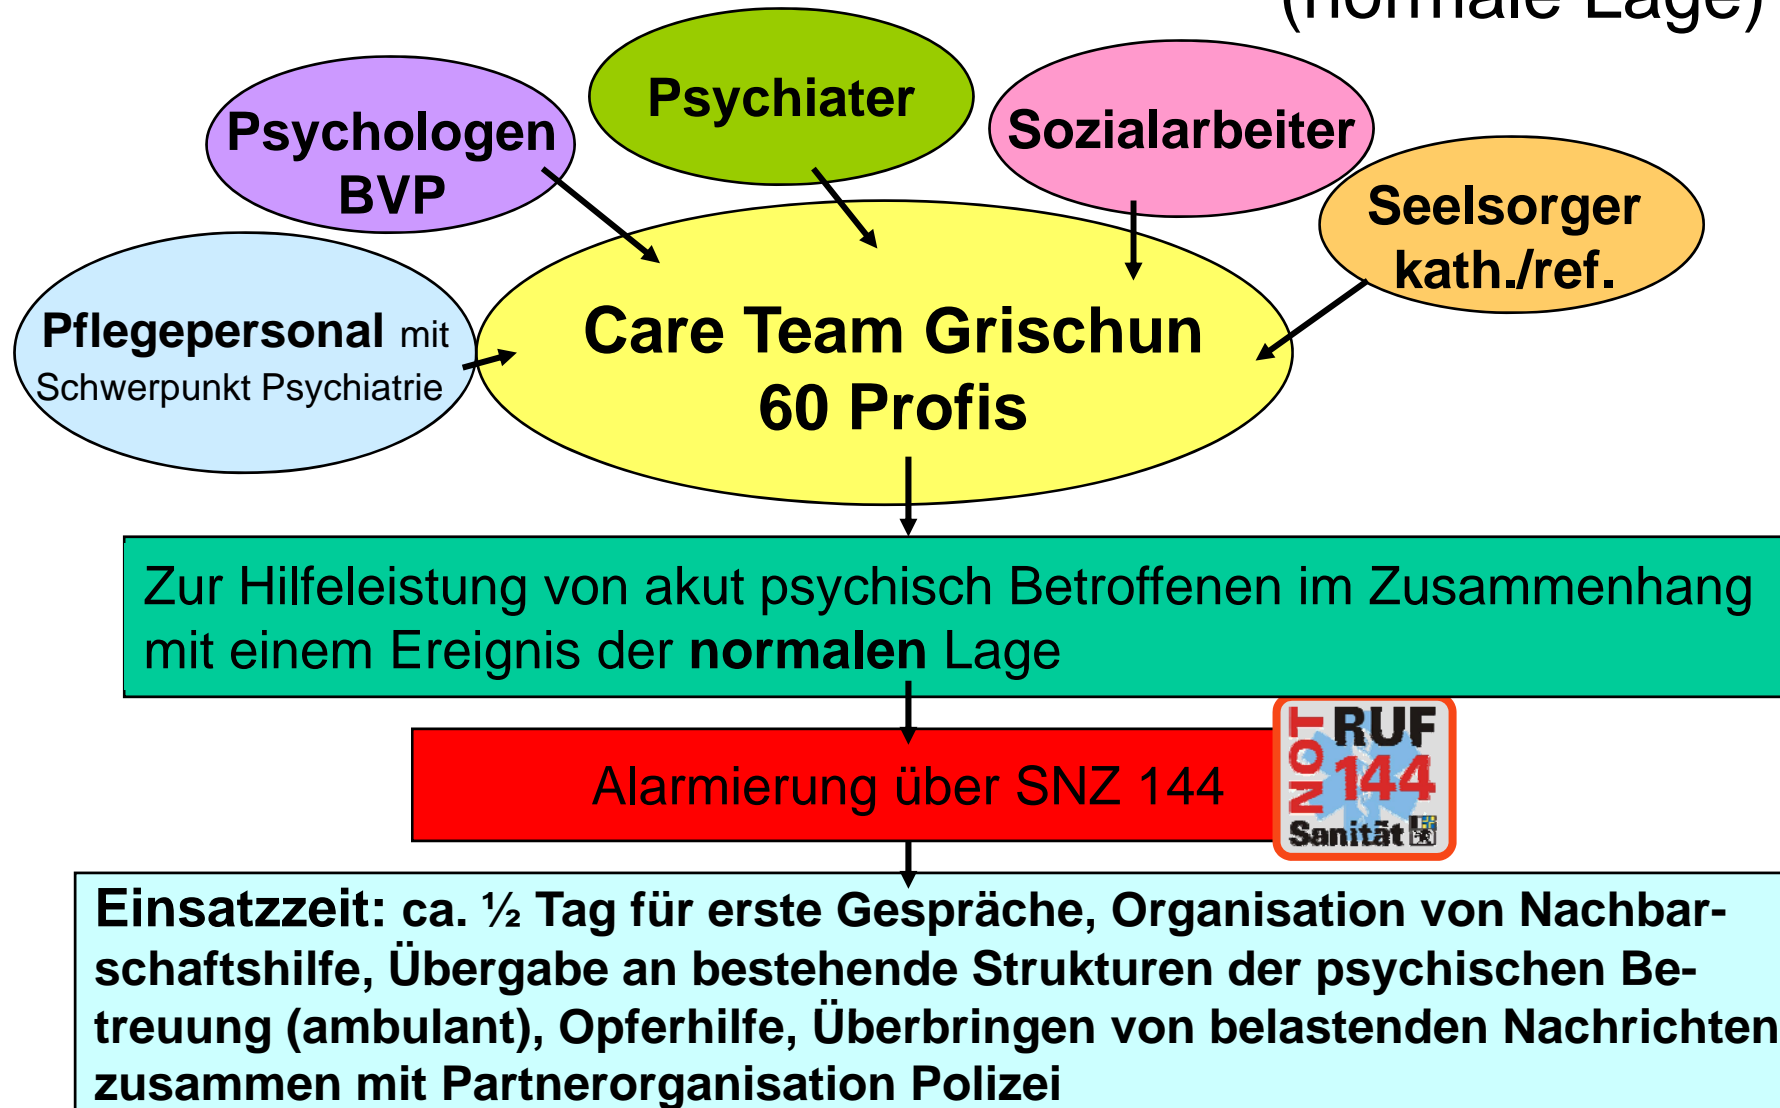 (normale Lage)
Psychologen
BVP
Psychiater
Sozialarbeiter
Seelsorger
kath./ref.
Pflegepersonal mit
Schwerpunkt Psychiatrie
Care Team Grischun
60 Profis
Zur Hilfeleistung von akut psychisch Betroffenen im Zusammenhang
mit einem Ereignis der normalen Lage
Alarmierung über SNZ 144
NOT
RUF
144
Sanität
Einsatzzeit: ca. ½ Tag für erste Gespräche, Organisation von Nachbar-
schaftshilfe, Übergabe an bestehende Strukturen der psychischen Be-
treuung (ambulant), Opferhilfe, Überbringen von belastenden Nachrichten
zusammen mit Partnerorganisation Polizei